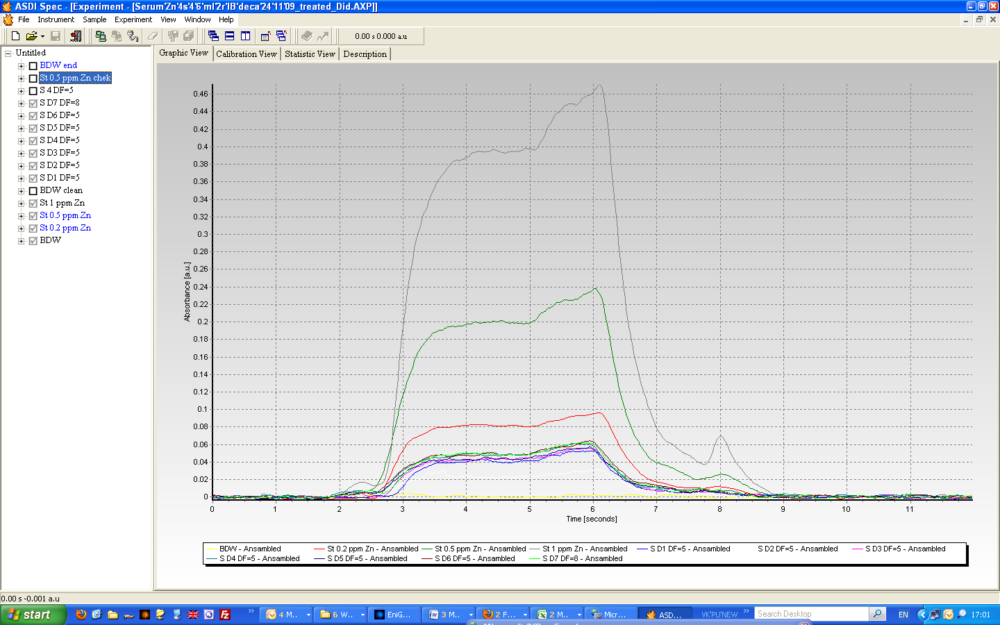 ASDI Spec - [Experiment - [Serum'Zn'4s'4'6'ml'2'r'IB'deca'24'11'09_treated_Did.AXP]]
File Instrument Sample Experiment View Window Help
0.00 s 0.000 a.u
Untitled
BDW end
St 0.5 ppm Zn chek
S 4 DF=5
S D7 DF=8
S D6 DF=5
S D5 DF=5
S D4 DF=5
S D3 DF=5
S D2 DF=5
S D1 DF=5
BDW clean
St 1 ppm Zn
St 0.5 ppm Zn
St 0.2 ppm Zn
BDW
Graphic View Calibration View Statistic View Description
0.46
0.44
0.42
0.4
0.38
0.36
0.34
0.32
0.3
0.28
0.26
0.24
0.22
0.2
0.18
0.16
0.14
0.12
0.1
0.08
0.06
0.04
0.02
0
Absorbance [a.u.]
0 1 2 3 4 5 6 7 8 9 10 11
Time [seconds]
BDW - Ansambled St 0.2 ppm Zn - Ansambled St 0.5 ppm Zn - Ansambled St 1 ppm Zn - Ansambled S D1 DF=5 - Ansambled S D2 DF=5 - Ansambled S D3 DF=5 - Ansambled
S D4 DF=5 - Ansambled S D5 DF=5 - Ansambled S D6 DF=5 - Ansambled S D7 DF=8 - Ansambled
0.00 s -0.001 a.u
start 4 M... 6 W... EniG... 3 M... 2 F... 2 M... Micr... ASD... VK'PU'NEW Search Desktop EN 17:01